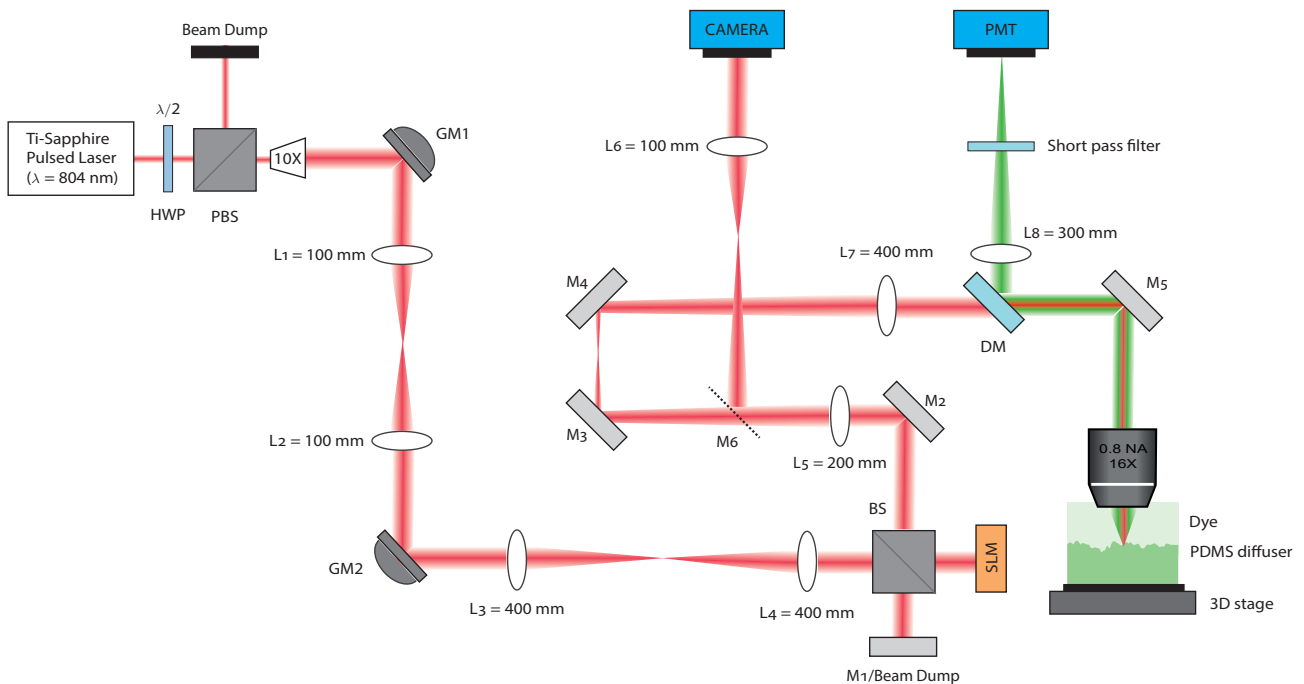 Beam Dump
CAMERA
PMT
λ/2
GM1
Ti-Sapphire
Pulsed Laser
(λ = 804 nm)
10X
L6 = 100 mm
Short pass filter
HWP
PBS
L1 = 100 mm
L8 = 300 mm
L7 = 400 mm
M4
M5
DM
M2
L2 = 100 mm
M3
M6
L5 = 200 mm
0.8 NA
16X
BS
Dye
SLM
PDMS diffuser
GM2
L3 = 400 mm
L4 = 400 mm
3D stage
M1/Beam Dump